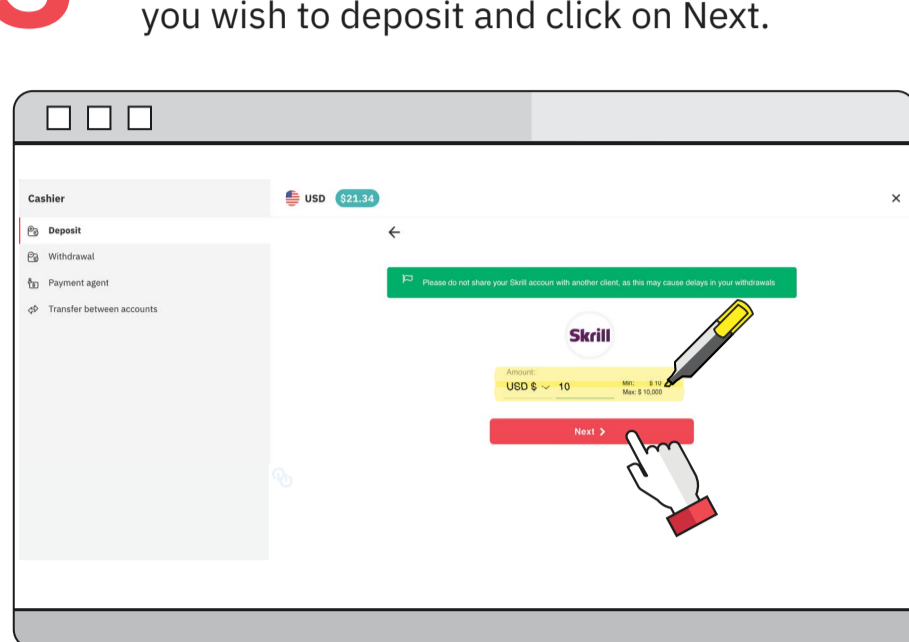 you wish to deposit and click on Next.
Cashier
USD $21.34
Deposit
Withdrawal
Payment agent
Transfer between accounts
Please do not share your Skrill accoun with another client, as this may cause delays in your withdrawals
Skrill
Amount:
USD $ 10
Min: $ 10
Max: $ 10,000
Next